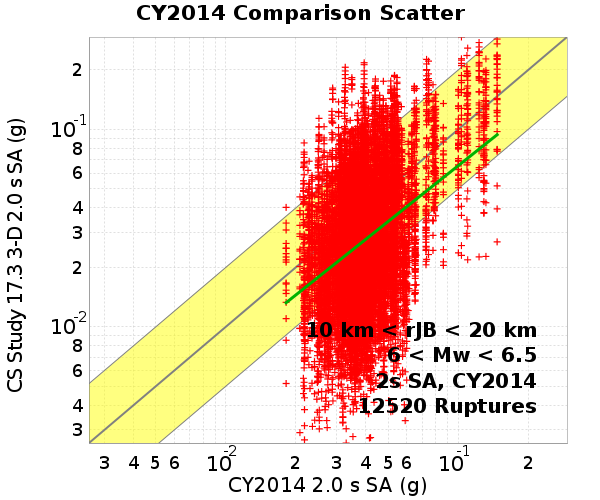 CY2014 Comparison Scatter
CS Study 17.3 3-D 2.0 s SA (g)
2
10-1
8
6
4
3
2
10-2
8
6
4
3
10 km < rJB < 20 km
6 < Mw < 6.5
2s SA, CY2014
12520 Ruptures
3 4 5 6 10-2 2 3 4 5 6 10-1 2
CY2014 2.0 s SA (g)